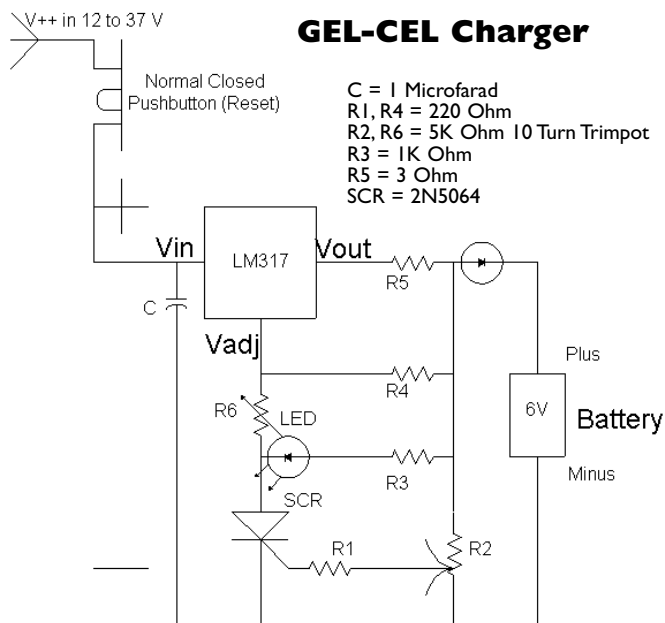 V++ in 12 to 37 V
GEL-CEL Charger
Normal Closed
Pushbutton (Reset)
C = 1 Microfarad
R1, R4 = 220 Ohm
R2, R6 = 5K Ohm 10 Turn Trimpot
R3 = 1K Ohm
R5 = 3 Ohm
SCR = 2N5064
Vin
LM317
Vout
R5
C
Vadj
R4
Plus
R6
LED
6V
Battery
R3
Minus
SCR
R1
R2